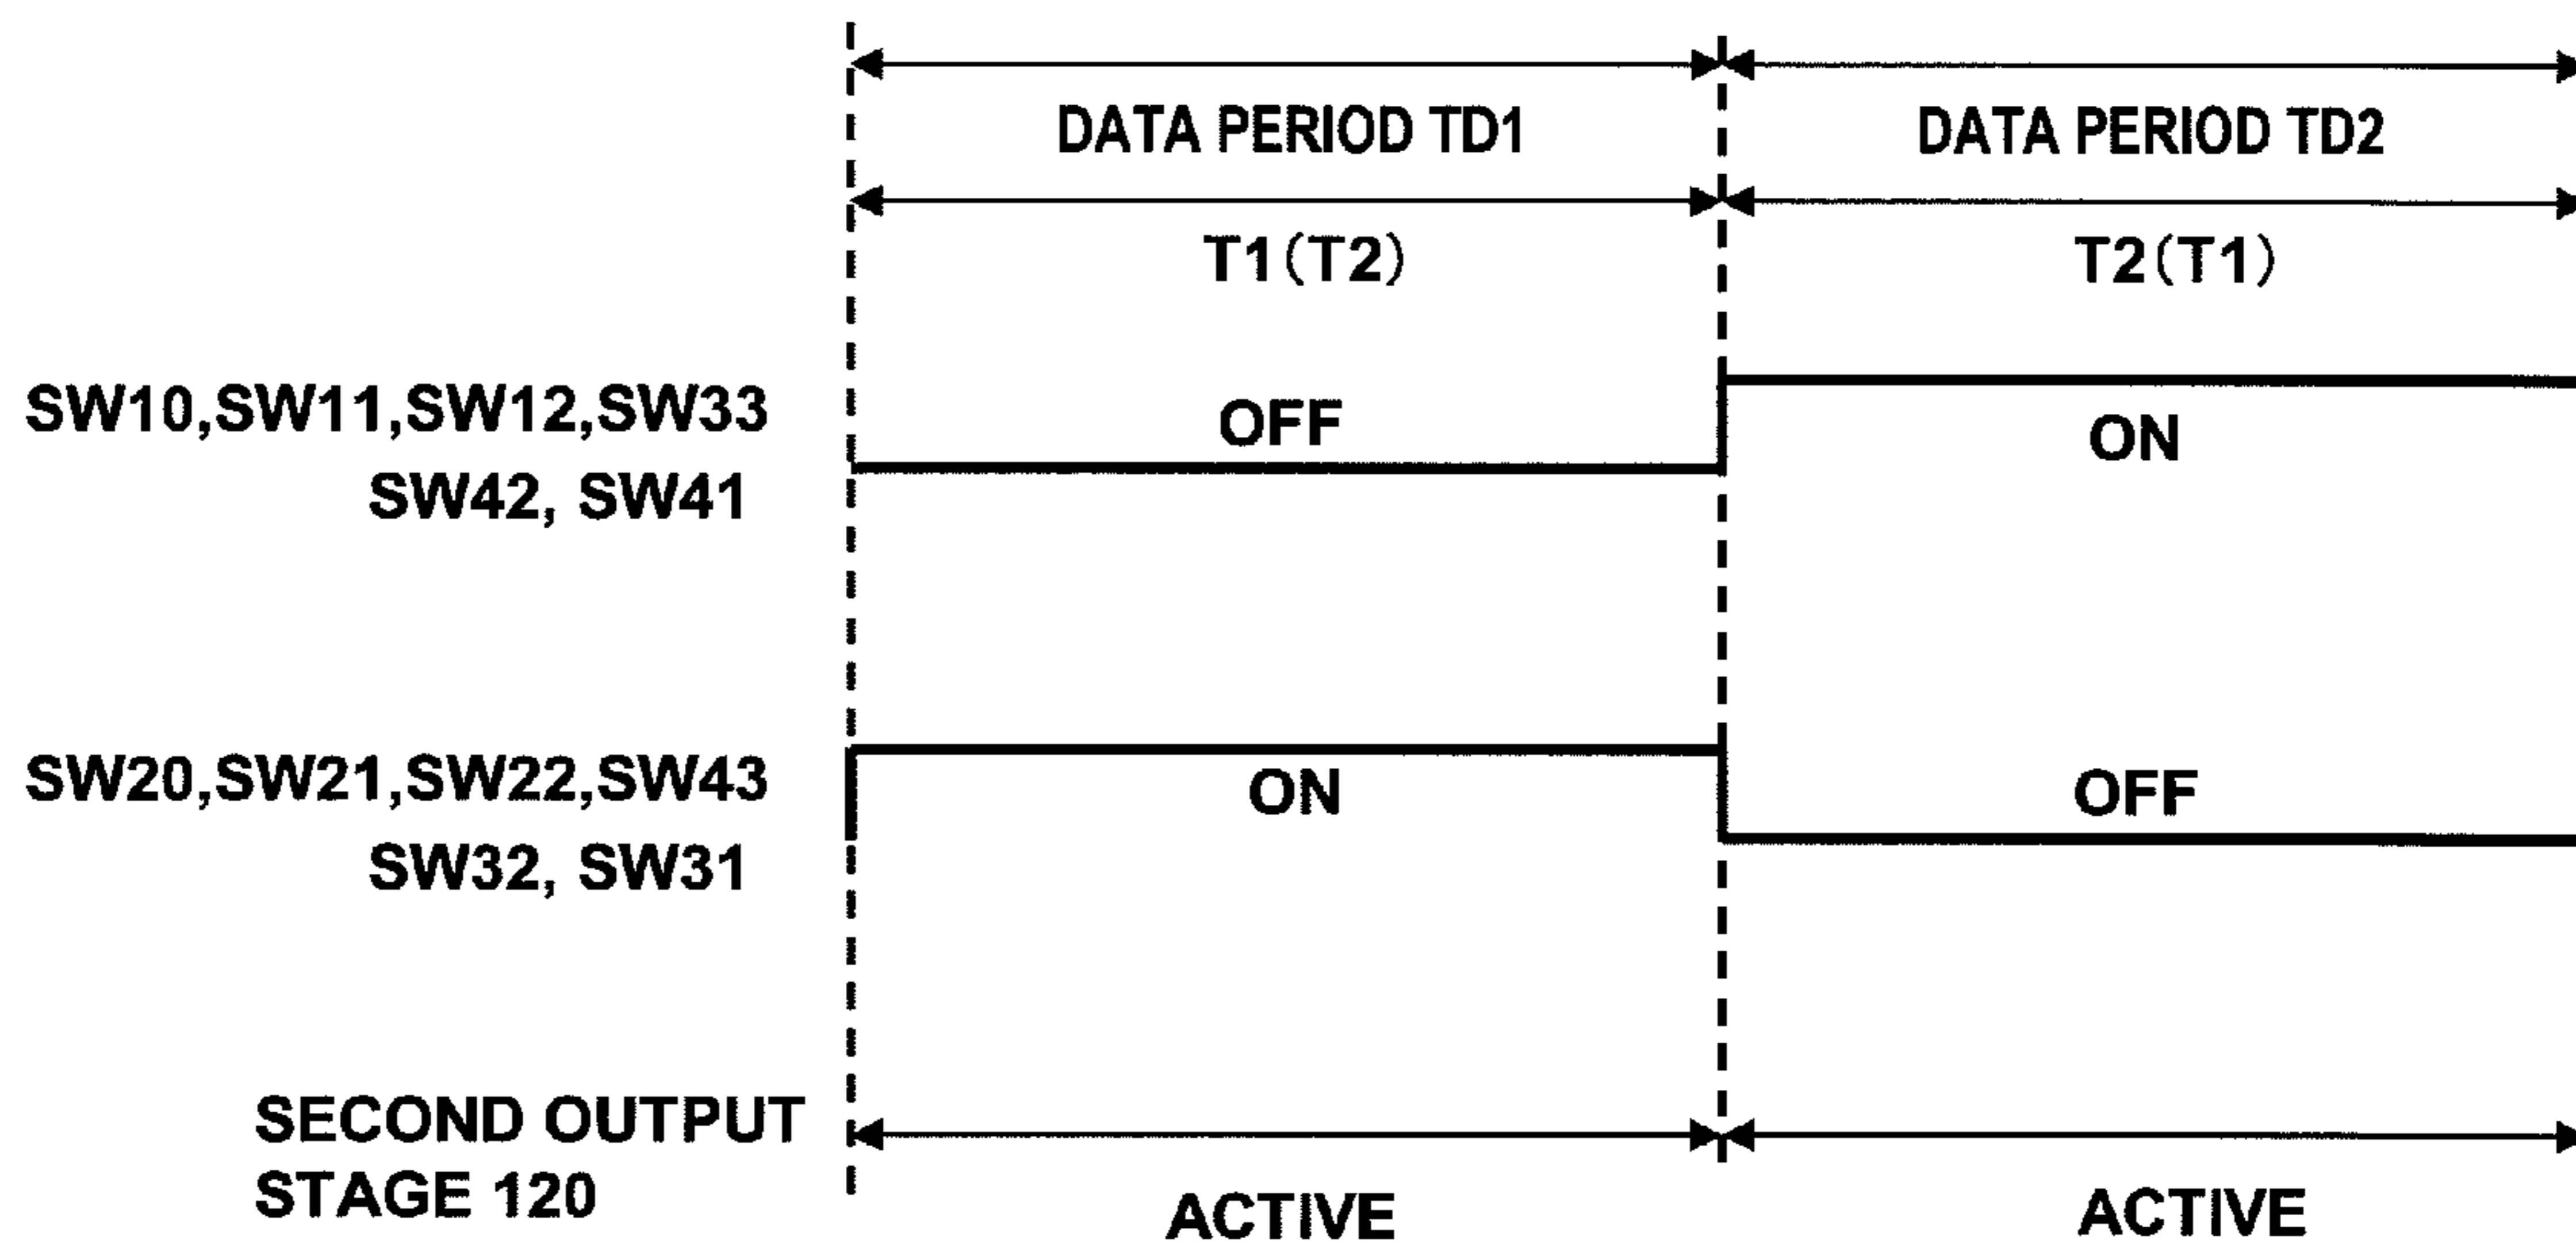 DATA PERIOD TD1
DATA PERIOD TD2
T1(T2)
T2(T1)
SW10,SW11,SW12,SW33
SW42, SW41
OFF
ON
SW20,SW21,SW22,SW43
SW32, SW31
ON
OFF
SECOND OUTPUT
STAGE 120
ACTIVE
ACTIVE